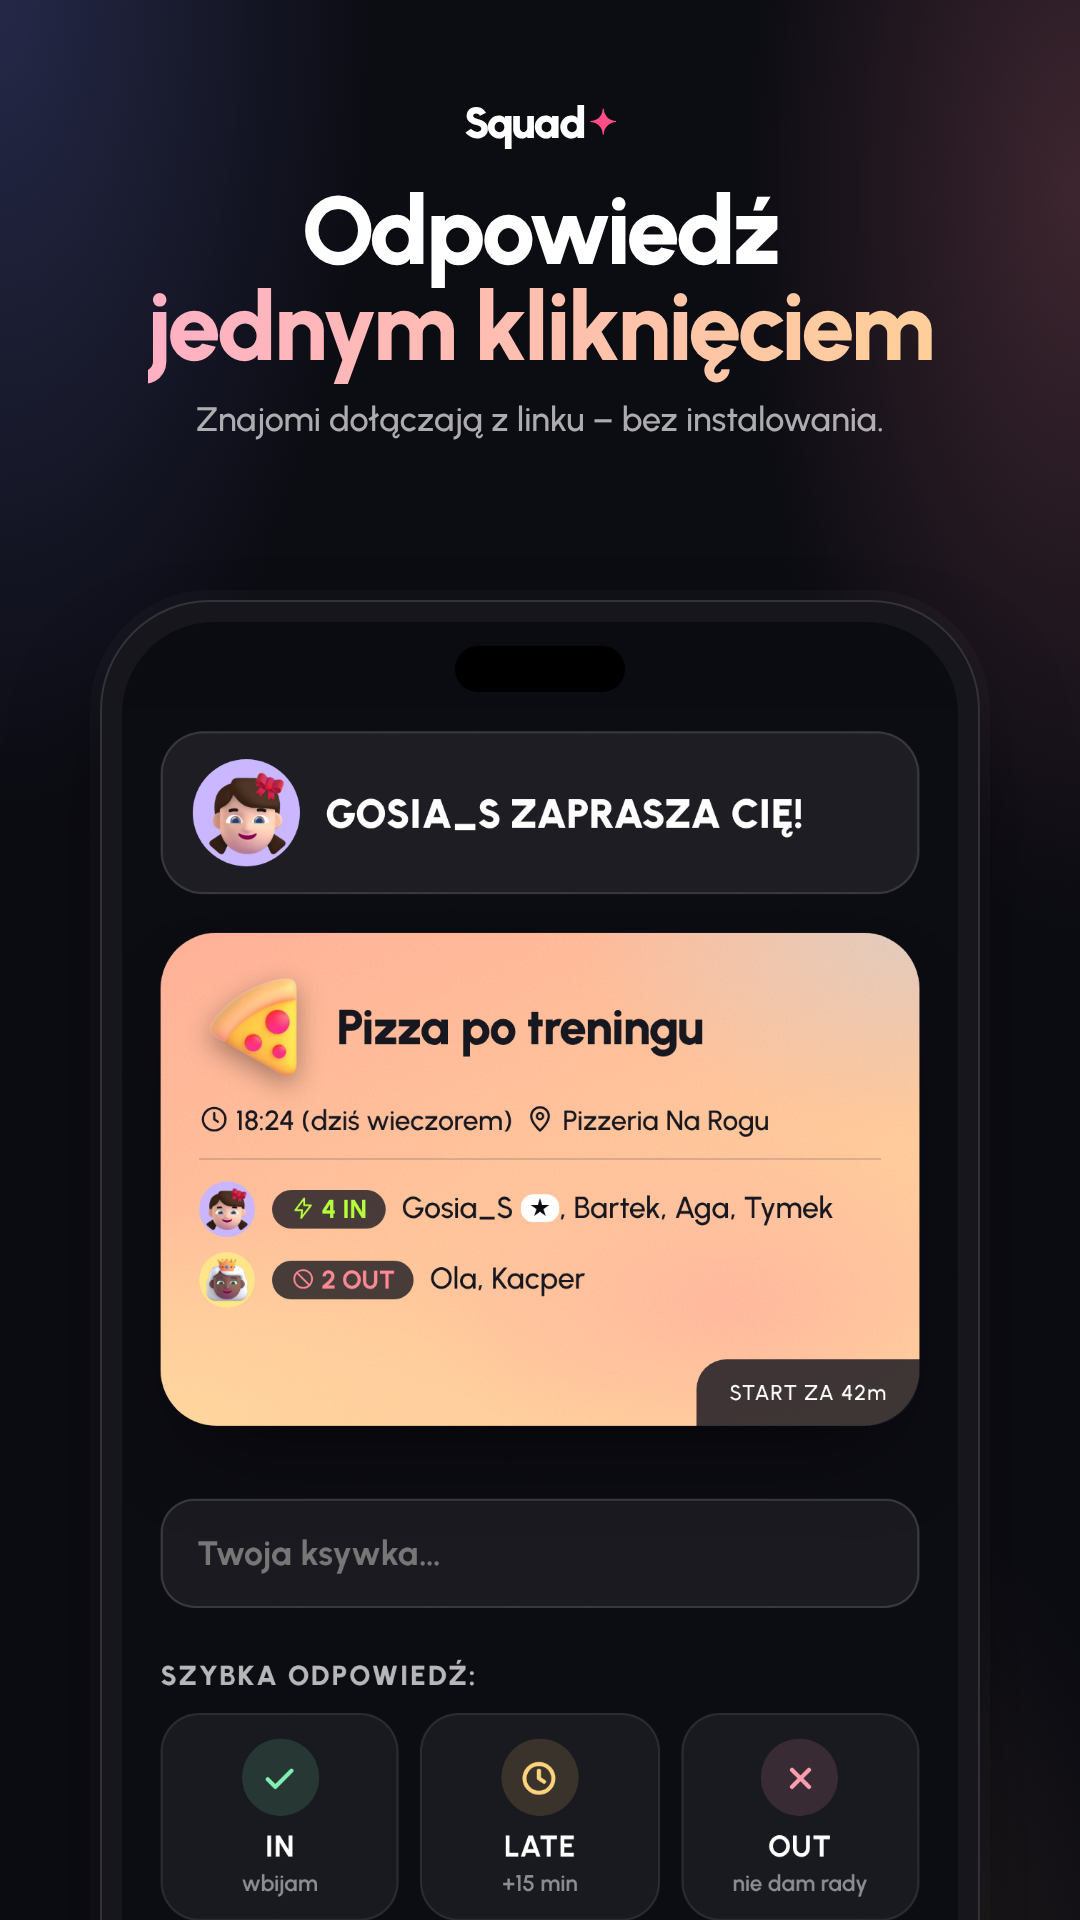 Squad
Odpowiedź
jednym kliknięciem
Znajomi dołączają z linku – bez instalowania.
GOSIA_S ZAPRASZA CIĘ!
Pizza po treningu
18:24 (dziś wieczorem) Pizzeria Na Rogu
4 IN Gosia_S ★, Bartek, Aga, Tymek
2 OUT Ola, Kacper
START ZA 42m
Twoja ksywka...
SZYBKA ODPOWIEDŹ:
IN LATE OUT
wbijam +15 min nie dam rady